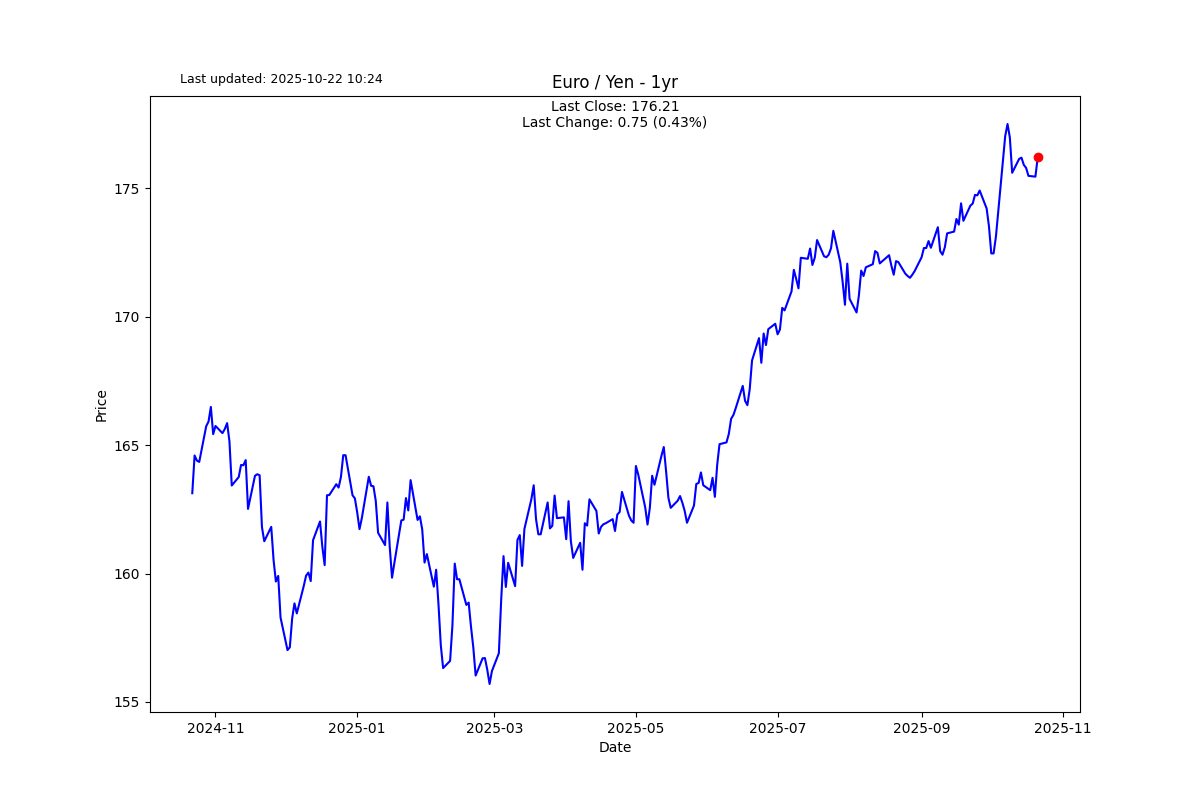 Last updated: 2025-10-22 10:24
Euro / Yen - 1yr
Last Close: 176.21
Last Change: 0.75 (0.43%)
175
170
165
160
155
Price
2024-11
2025-01
2025-03
2025-05
2025-07
2025-09
2025-11
Date